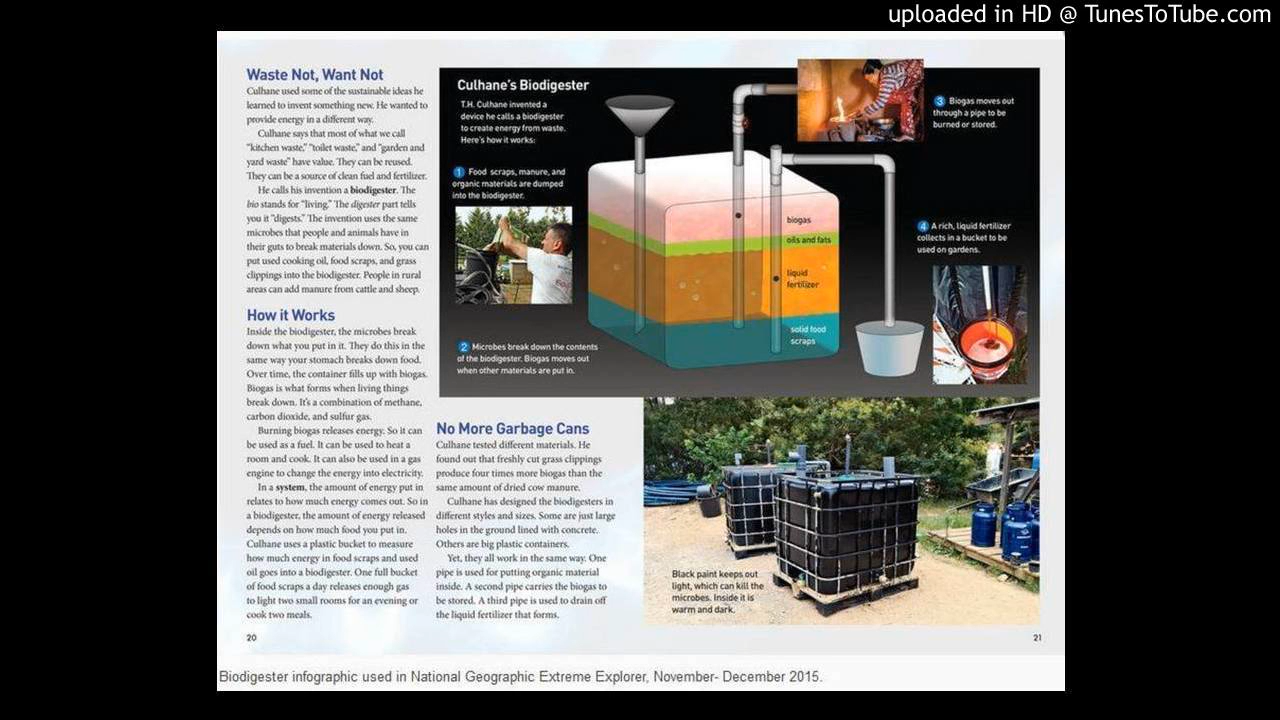 uploaded in HD @ TunesToTube.com
Waste Not, Want Not
Culhane used some of the sustainable ideas he
learned to invent something new. He wanted to
provide energy in a different way.
Culhane says that most of what we call
“kitchen waste,” “toilet waste,” and “garden and
yard waste” have value. They can be reused.
They can be a source of clean fuel and fertilizer.
He calls his invention a biodigester. The
bio stands for “living.” The digester part tells
you it “digests.” The invention uses the same
microbes that people and animals have in
their guts to break materials down. So, you can
put used cooking oil, food scraps, and grass
clippings into the biodigester. People in rural
areas can add manure from cattle and sheep.
How it Works
Inside the biodigester, the microbes break
down what you put in it. They do this in the
same way your stomach breaks down food.
Over time, the container fills up with biogas.
Biogas is what forms when living things
break down. It’s a combination of methane,
carbon dioxide, and sulfur gas.
Burning biogas releases energy. So it can
be used as a fuel. It can be used to heat a
room and cook. It can also be used in a gas
engine to change the energy into electricity.
In a system, the amount of energy put in
relates to how much energy comes out. So in
a biodigester, the amount of energy released
depends on how much food you put in.
Culhane uses a plastic bucket to measure
how much energy in food scraps and used
oil goes into a biodigester. One full bucket
of food scraps a day releases enough gas
to light two small rooms for an evening or
cook two meals.
20
Culhane’s Biodigester
T.H. Culhane invented a
device he calls a biodigester
to create energy from waste.
Here’s how it works:
1 Food scraps, manure, and
organic materials are dumped
into the biodigester.
2 Microbes break down the contents
of the biodigester. Biogas moves out
when other materials are put in.
biogas
oils and fats
liquid
fertilizer
solid food
scraps
3 Biogas moves out
through a pipe to be
burned or stored.
4 A rich, liquid fertilizer
collects in a bucket to be
used on gardens.
No More Garbage Cans
Culhane tested different materials. He
found out that freshly cut grass clippings
produce four times more biogas than the
same amount of dried cow manure.
Culhane has designed the biodigesters in
different styles and sizes. Some are just large
holes in the ground lined with concrete.
Others are big plastic containers.
Yet, they all work in the same way. One
pipe is used for putting organic material
inside. A second pipe carries the biogas to
be stored. A third pipe is used to drain off
the liquid fertilizer that forms.
Black paint keeps out
light, which can kill the
microbes. Inside it is
warm and dark.
21
Biodigester infographic used in National Geographic Extreme Explorer, November- December 2015.